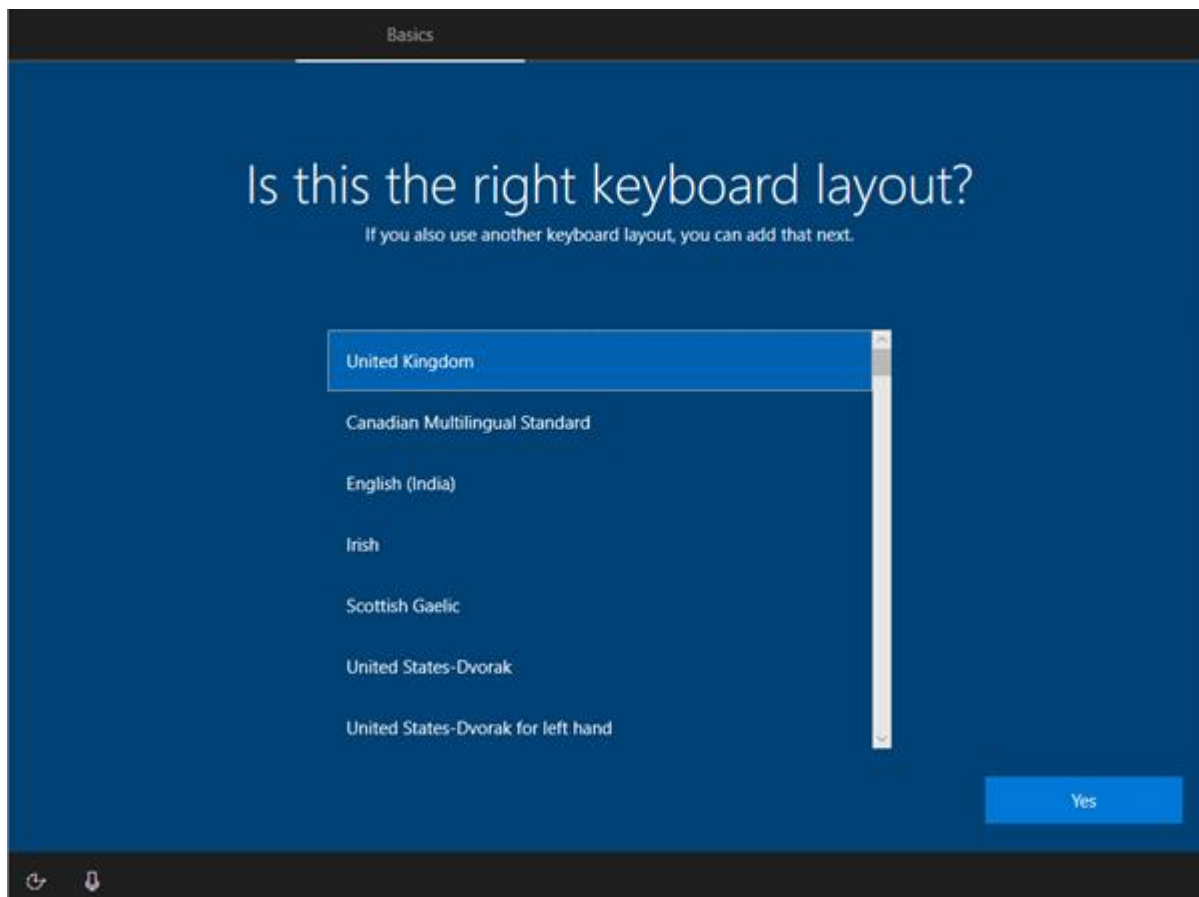 Basics
Is this the right keyboard layout?
If you also use another keyboard layout, you can add that next.
United Kingdom
Canadian Multilingual Standard
English (India)
Irish
Scottish Gaelic
United States-Dvorak
United States-Dvorak for left hand
Yes